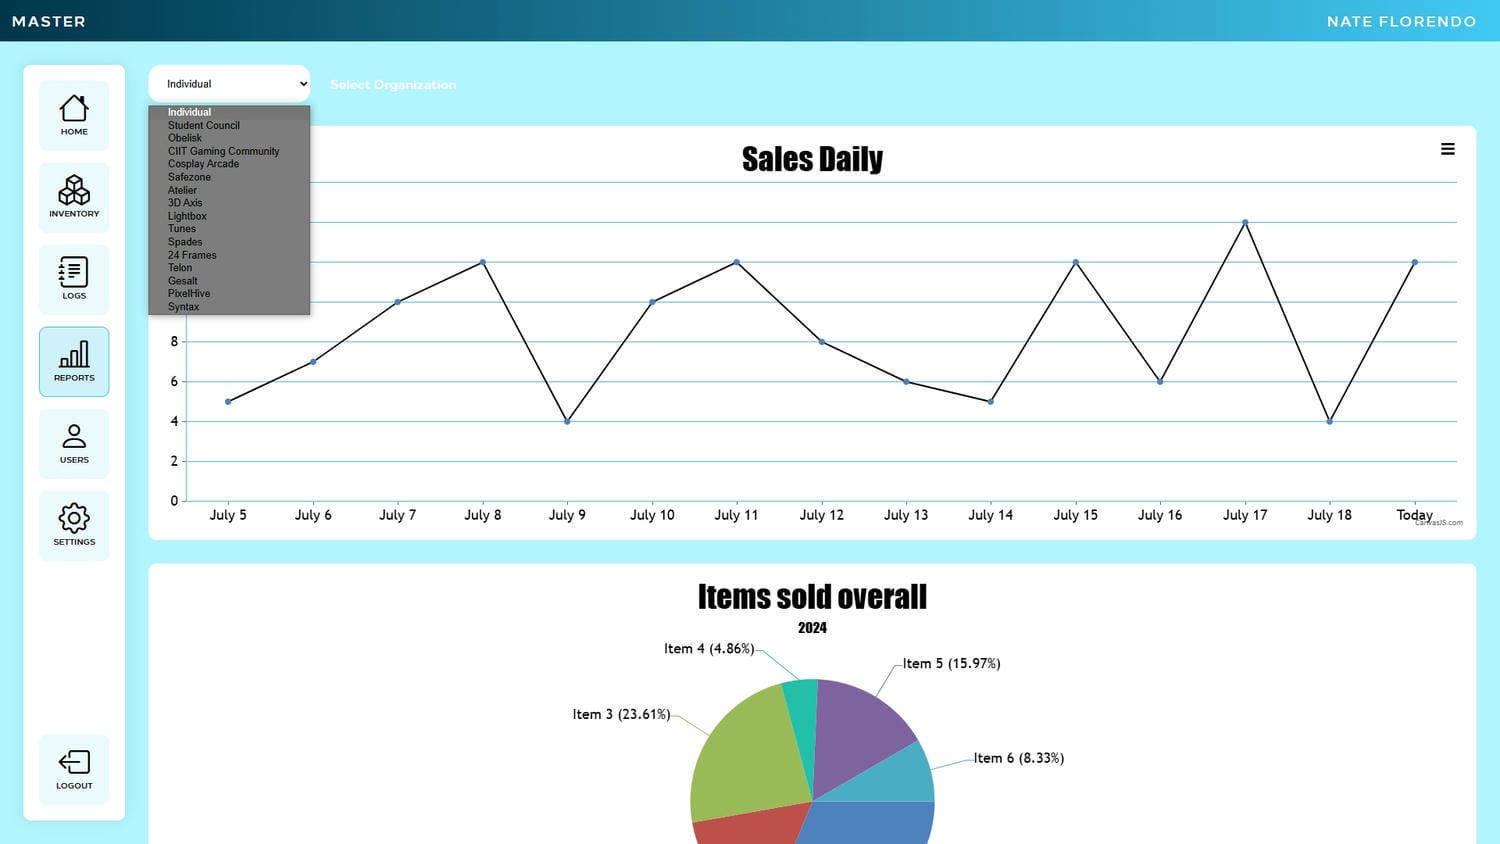 MASTER
NATE FLORENDO
HOME
INVENTORY
LOGS
REPORTS
USERS
SETTINGS
LOGOUT
Individual
Select Organization
Individual
Student Council
Obelisk
CIIT Gaming Community
Cosplay Arcade
Safezone
Atelier
3D Axis
Lightbox
Tunes
Spades
24 Frames
Telon
Gesalt
PixelHive
Syntax
Sales Daily
8
6
4
2
0
July 5
July 6
July 7
July 8
July 9
July 10
July 11
July 12
July 13
July 14
July 15
July 16
July 17
July 18
Today
CanvasJS.com
Items sold overall
2024
Item 4 (4.86%)
Item 5 (15.97%)
Item 3 (23.61%)
Item 6 (8.33%)